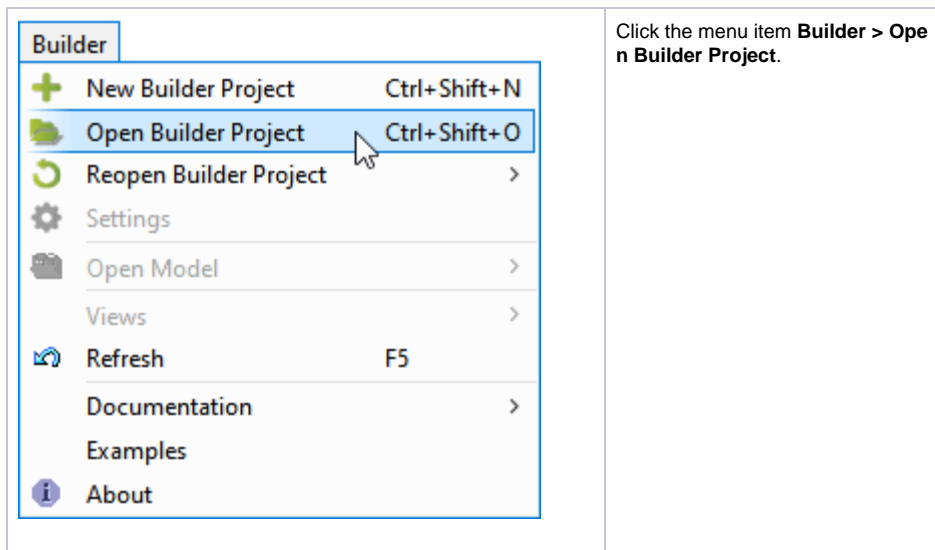 Builder
New Builder Project Ctrl+Shift+N
Open Builder Project Ctrl+Shift+O
Reopen Builder Project >
Settings
Open Model >
Views >
Refresh F5
Documentation >
Examples
About
Click the menu item Builder > Ope
n Builder Project.